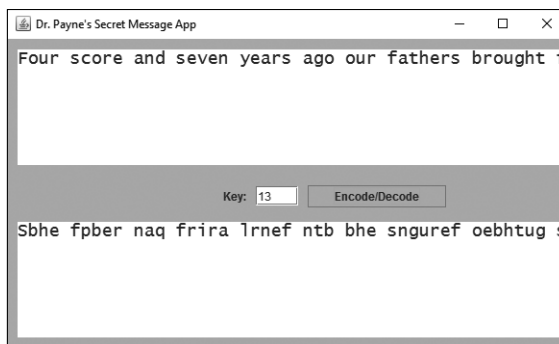 Dr. Payne's Secret Message App
Four score and seven years ago our fathers brought
Key: 13 Encode/Decode
Sbhe fpber naq frira lrnef ntb bhe snguref oebhtug